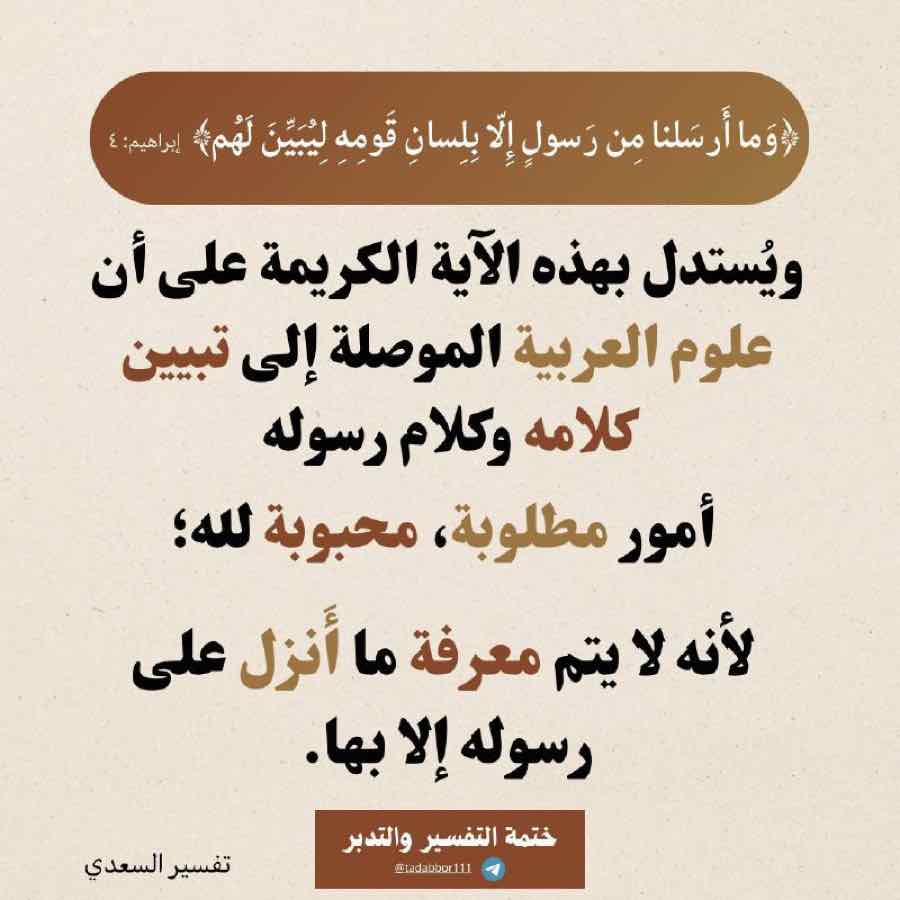 ﴿وَما أَرسَلنا مِن رَسولٍ إِلّا بِلِسانِ قَومِهِ لِيُبَيِّنَ لَهُم﴾ إبراهيم: ٤
ويُستدل بهذه الآية الكريمة على أن
علوم العربية الموصلة إلى تبيين
كلامه وكلام رسوله
أمور مطلوبة، محبوبة لله؛
لأنه لا يتم معرفة ما أَنزل على
رسوله إلا بها.
ختمة التفسير والتدبر
@tadabbor111
تفسير السعدي